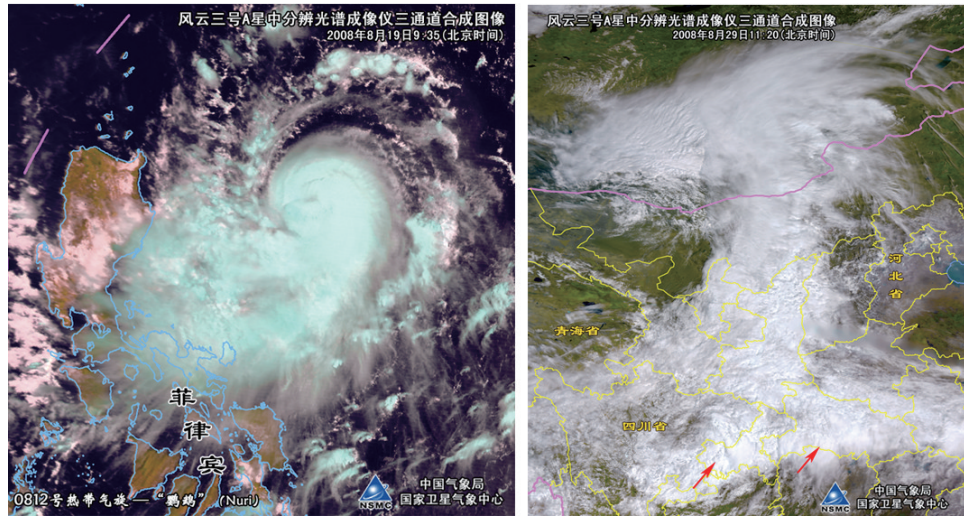 风云三号A星中分辨光谱成像仪三通道合成图像
2008年8月19日9:35(北京时间)
菲
律
宾
0812号热带气旋 — “鹦鹉” (Nuri)
NSMC
中国气象局
国家卫星气象中心
风云三号A星中分辨光谱成像仪三通道合成图像
2008年8月29日11:20(北京时间)
河
北
省
青海省
四川省
NSMC
中国气象局
国家卫星气象中心